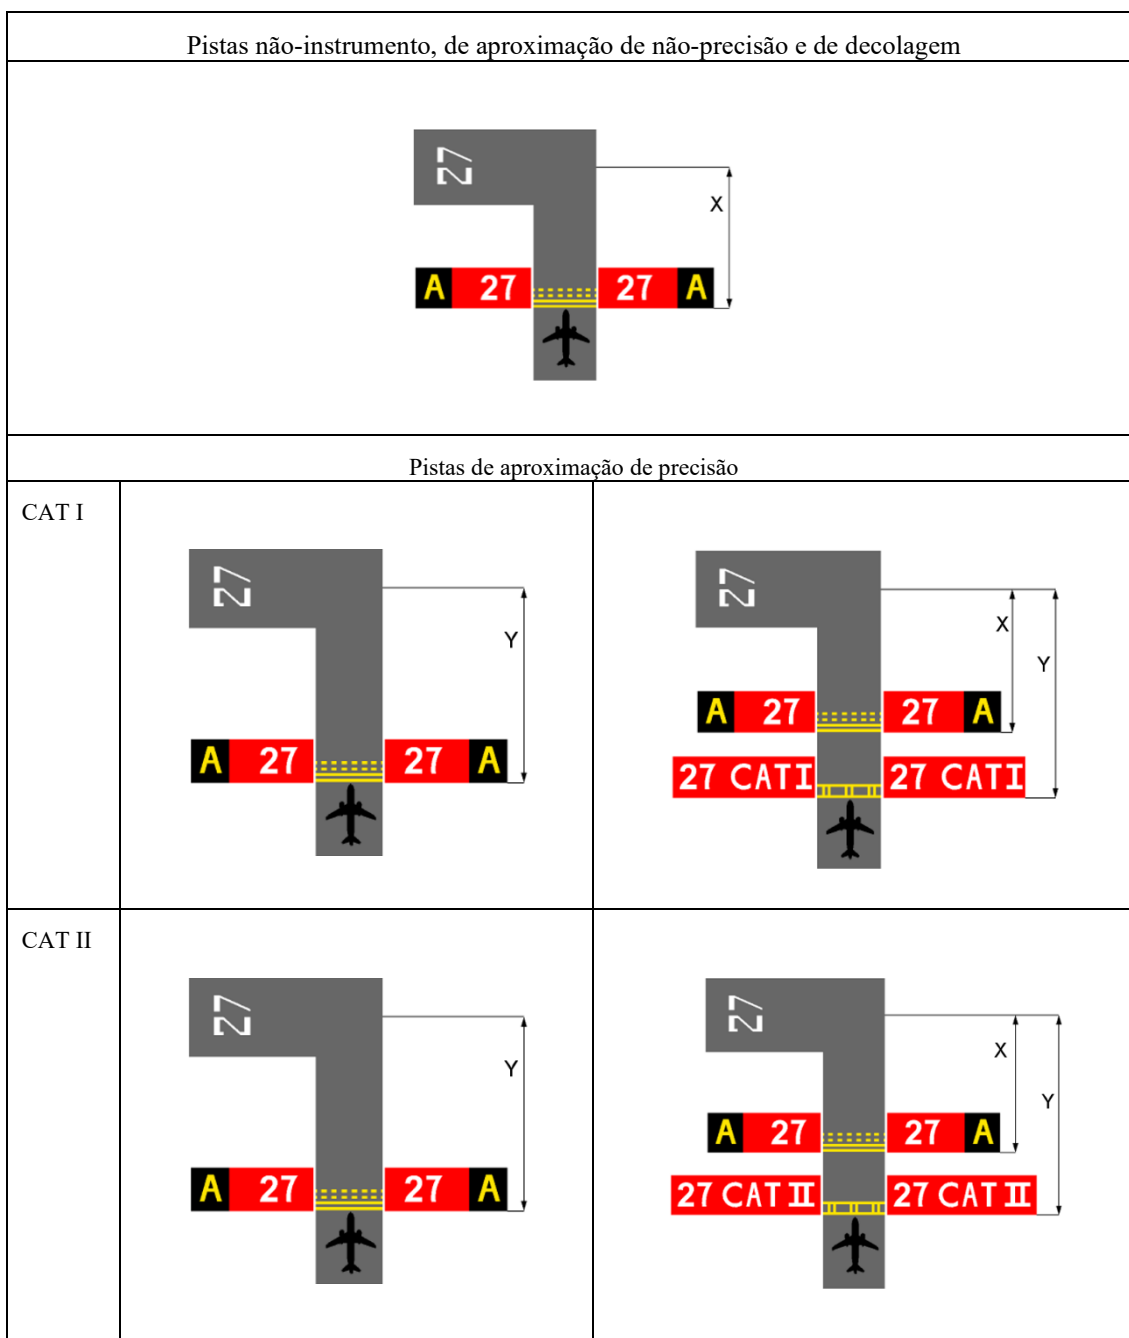 Pistas não-instrumento, de aproximação de não-precisão e de decolagem
27
X
A 27 27 A
Pistas de aproximação de precisão
CAT I
27
Y
A 27 27 A
27
X
Y
A 27 27 A
27 CAT I 27 CAT I
CAT II
27
Y
A 27 27 A
27
X
Y
A 27 27 A
27 CAT II 27 CAT II